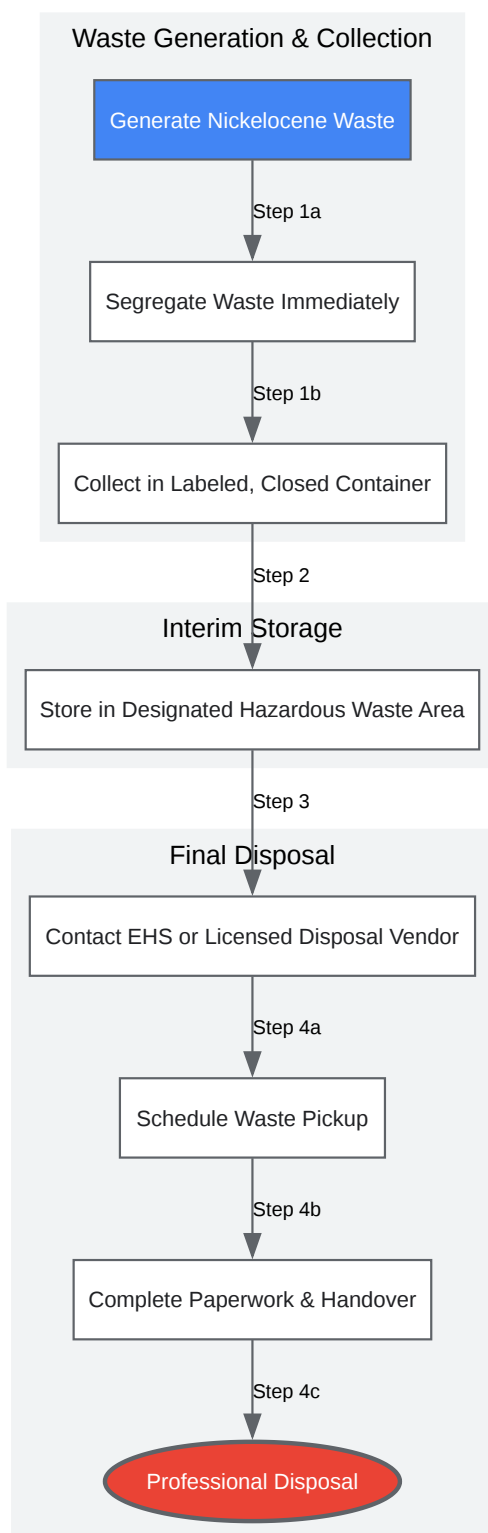 Waste Generation & Collection
Generate Nickelocene Waste
Step 1a
Segregate Waste Immediately
Step 1b
Collect in Labeled, Closed Container
Step 2
Interim Storage
Store in Designated Hazardous Waste Area
Step 3
Final Disposal
Contact EHS or Licensed Disposal Vendor
Step 4a
Schedule Waste Pickup
Step 4b
Complete Paperwork & Handover
Step 4c
Professional Disposal